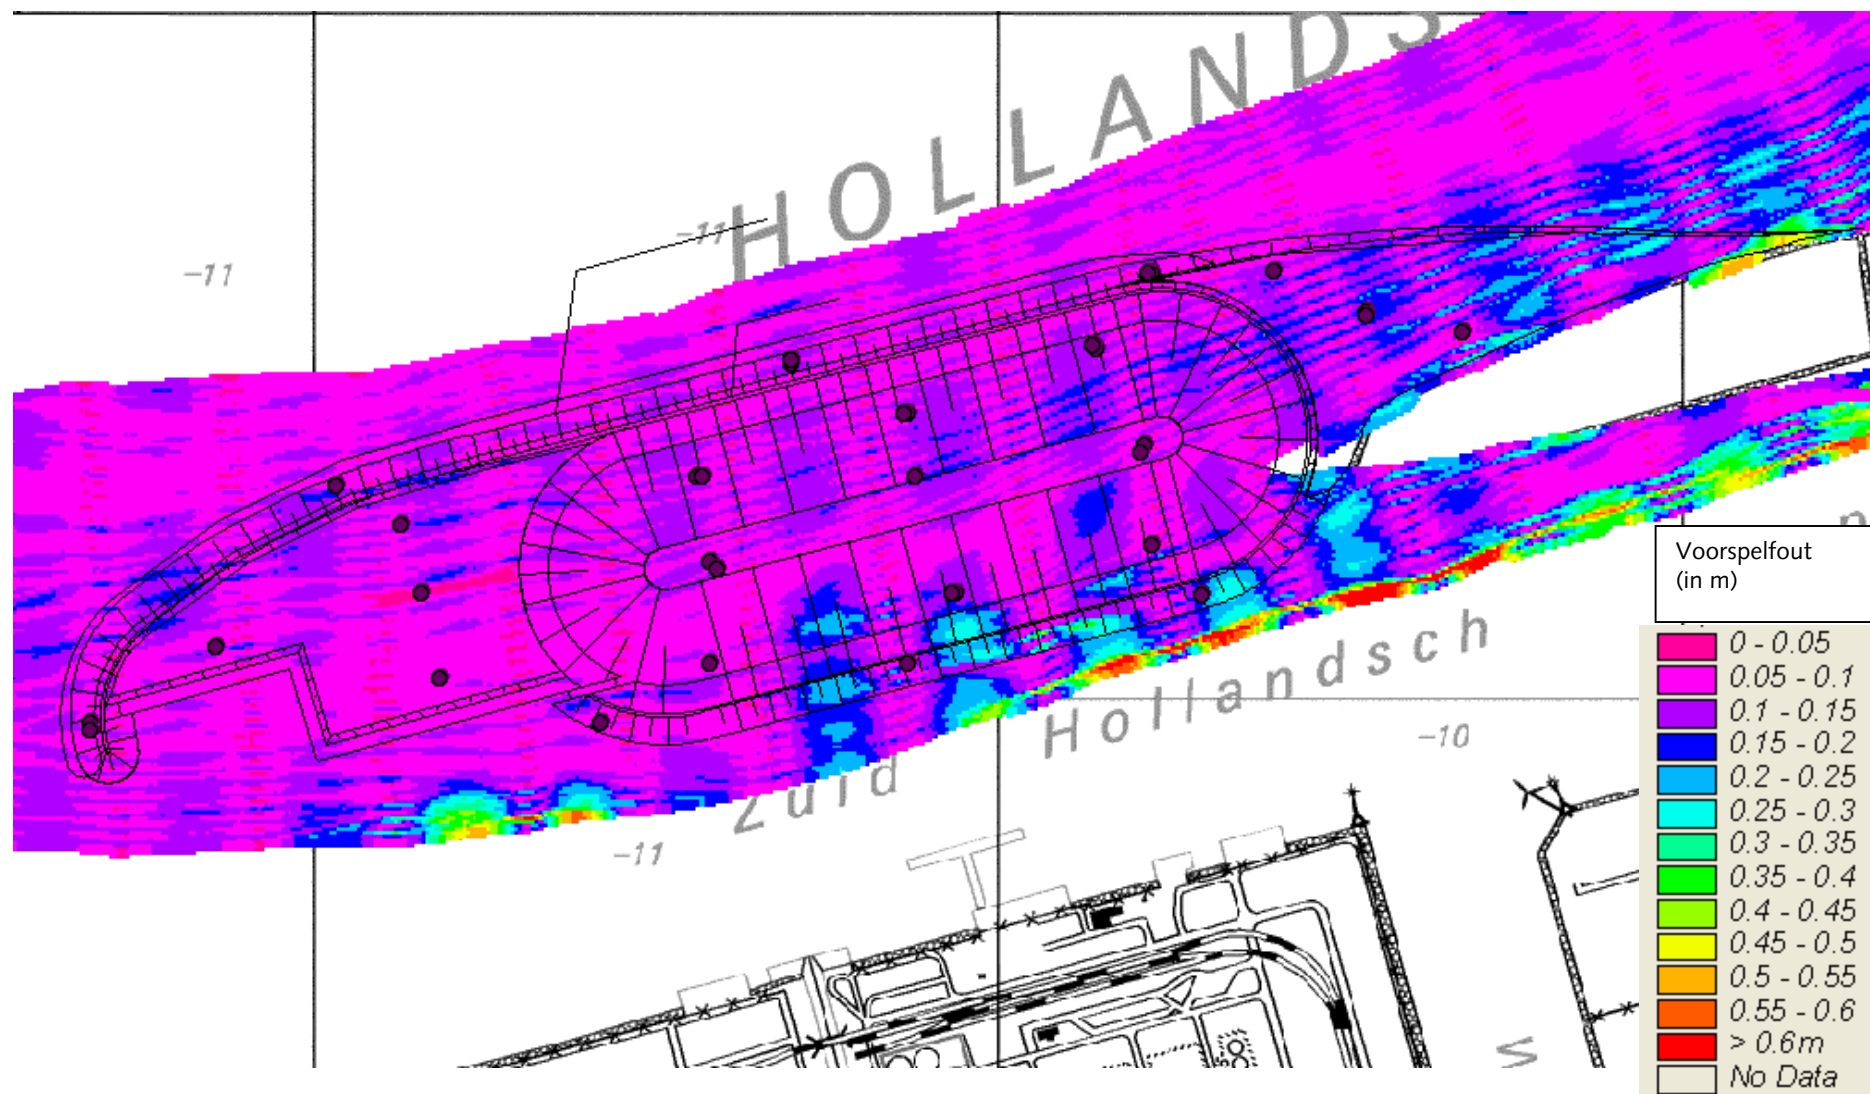 HOLLANDS
-11
-11
Zuid Hollandsch
-10
-11
Voorspelfout
(in m)
0 - 0.05
0.05 - 0.1
0.1 - 0.15
0.15 - 0.2
0.2 - 0.25
0.25 - 0.3
0.3 - 0.35
0.35 - 0.4
0.4 - 0.45
0.45 - 0.5
0.5 - 0.55
0.55 - 0.6
> 0.6m
No Data